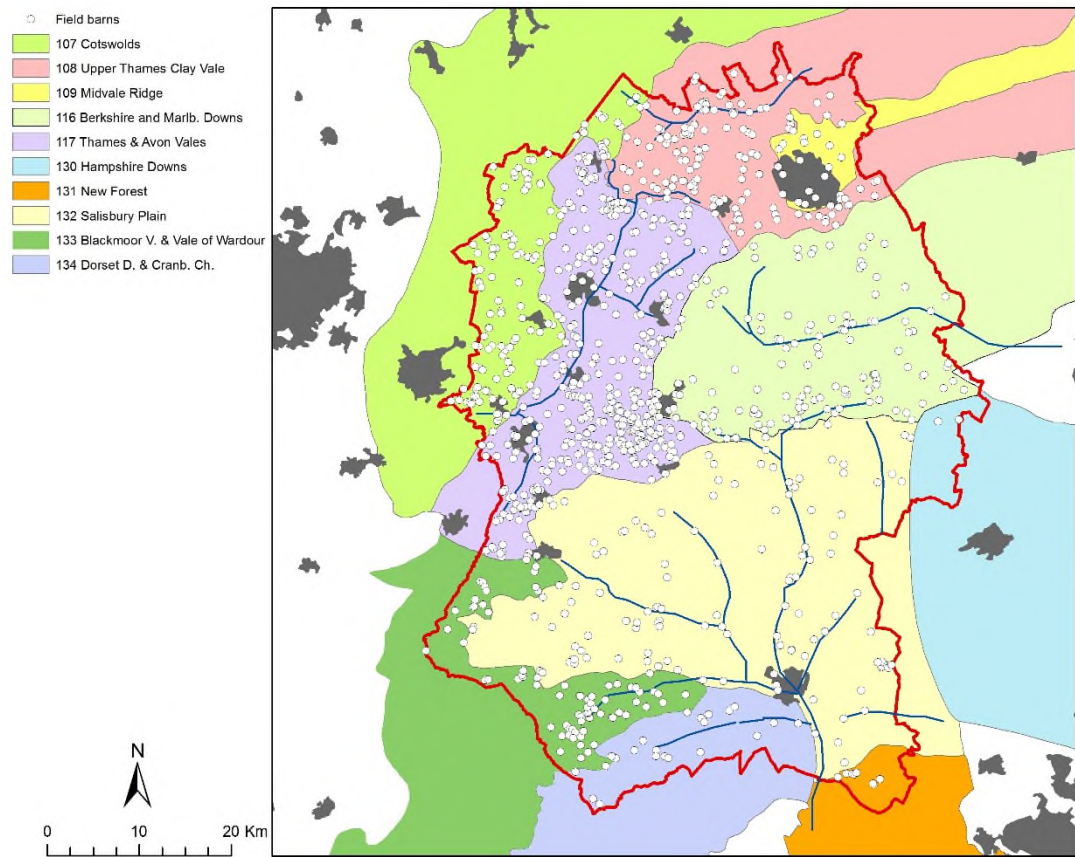 Field barns
107 Cotswolds
108 Upper Thames Clay Vale
109 Midvale Ridge
116 Berkshire and Marlb. Downs
117 Thames & Avon Vales
130 Hampshire Downs
131 New Forest
132 Salisbury Plain
133 Blackmoor V. & Vale of Wardour
134 Dorset D. & Cranb. Ch.
N
0 10 20 Km